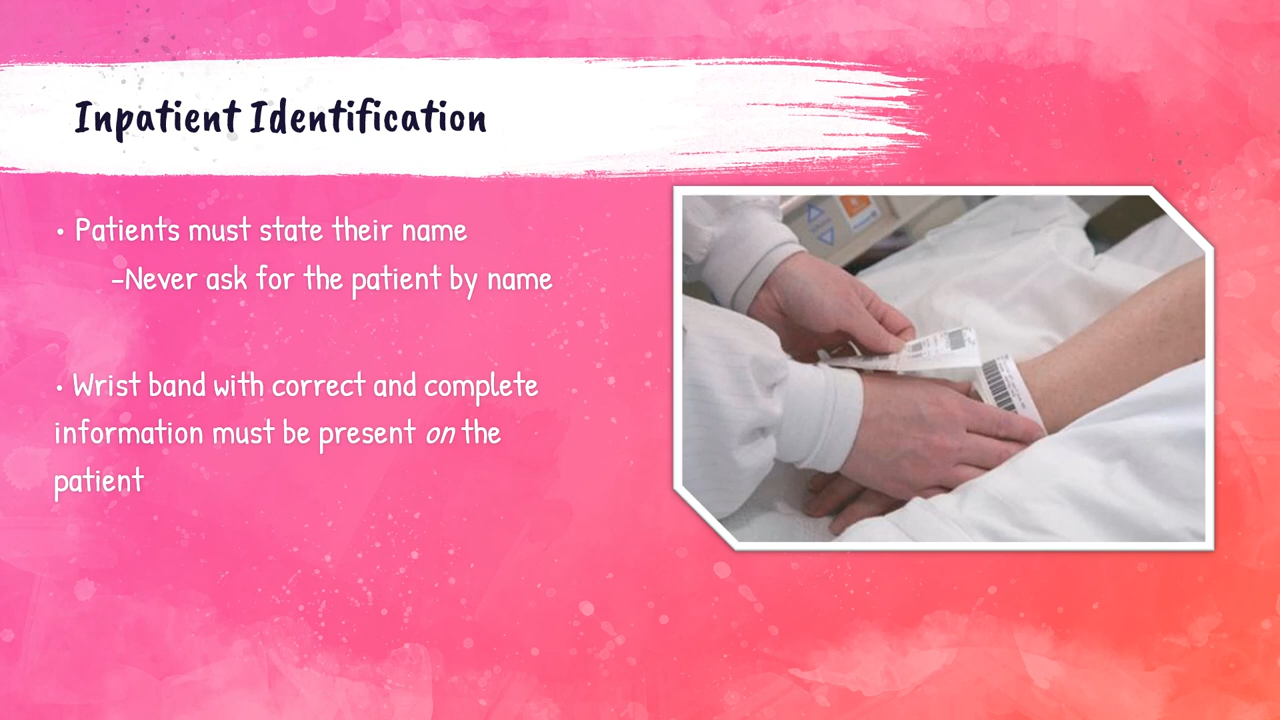 Inpatient Identification
• Patients must state their name
–Never ask for the patient by name
• Wrist band with correct and complete
information must be present on the
patient